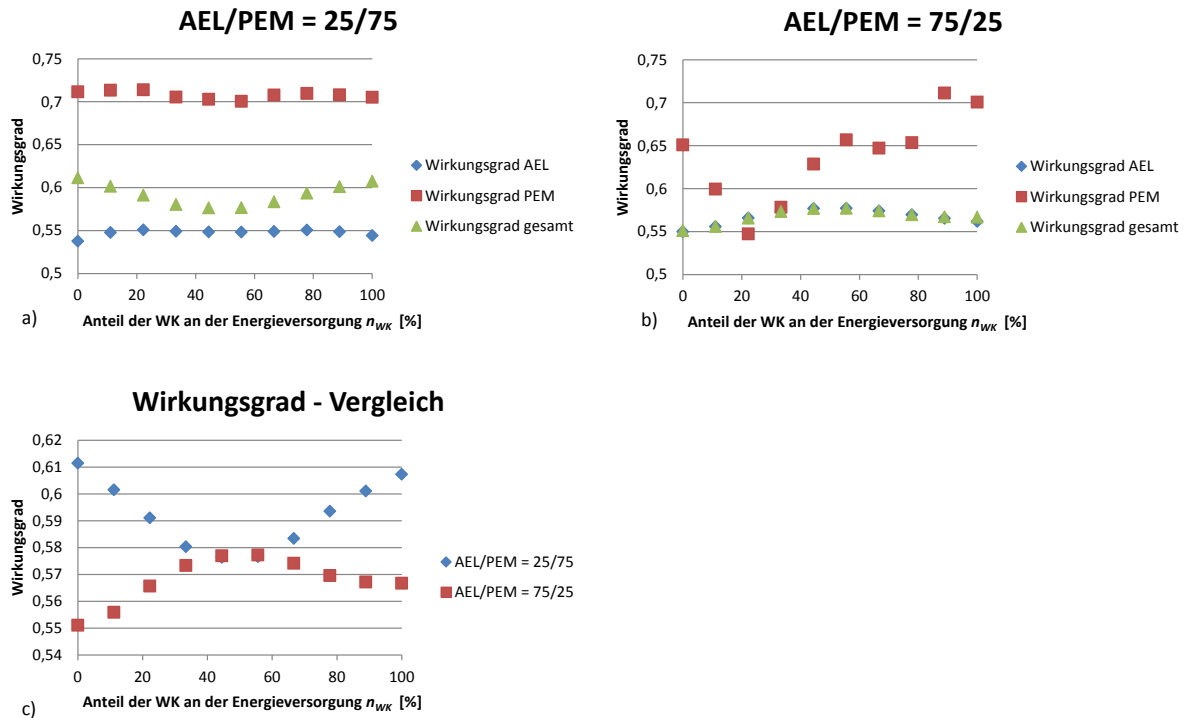 AEL/PEM = 25/75
0,75
0,7
0,65
0,6
0,55
0,5
Wirkungsgrad
0 20 40 60 80 100
Anteil der WK an der Energieversorgung nWK [%]
Wirkungsgrad AEL
Wirkungsgrad PEM
Wirkungsgrad gesamt
a)
AEL/PEM = 75/25
0,75
0,7
0,65
0,6
0,55
0,5
Wirkungsgrad
0 20 40 60 80 100
Anteil der WK an der Energieversorgung nWK [%]
Wirkungsgrad AEL
Wirkungsgrad PEM
Wirkungsgrad gesamt
b)
Wirkungsgrad - Vergleich
0,62
0,61
0,6
0,59
0,58
0,57
0,56
0,55
0,54
Wirkungsgrad
0 20 40 60 80 100
Anteil der WK an der Energieversorgung nWK [%]
AEL/PEM = 25/75
AEL/PEM = 75/25
c)